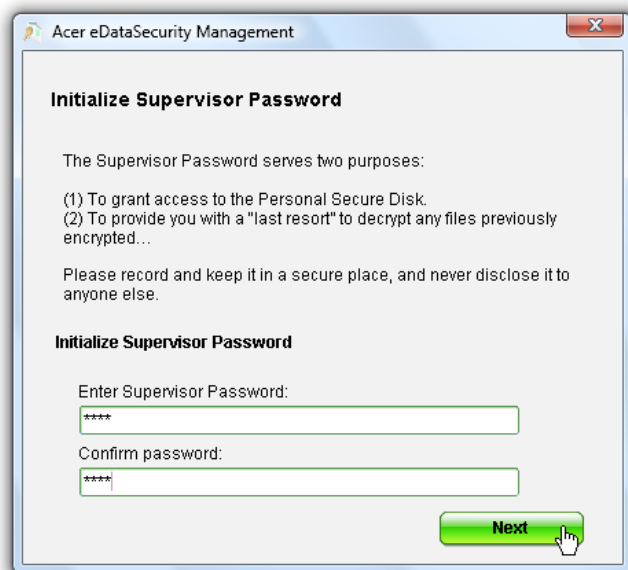 Acer eDataSecurity Management
Initialize Supervisor Password
The Supervisor Password serves two purposes:
(1) To grant access to the Personal Secure Disk.
(2) To provide you with a "last resort" to decrypt any files previously
encrypted...
Please record and keep it in a secure place, and never disclose it to
anyone else.
Initialize Supervisor Password
Enter Supervisor Password:
****
Confirm password:
****
Next